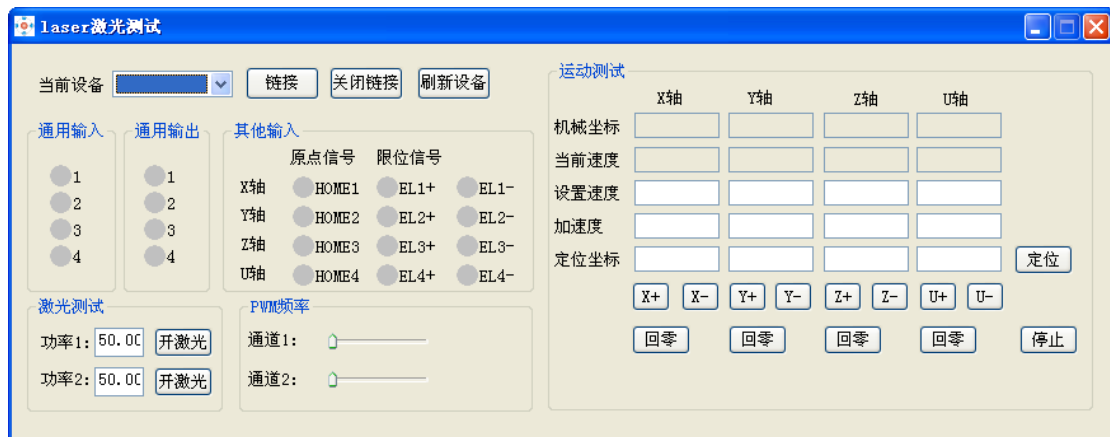 laser激光测试
当前设备 链接 关闭链接 刷新设备
通用输入
1
2
3
4
通用输出
1
2
3
4
其他输入
原点信号 限位信号
X轴 HOME1 EL1+ EL1-
Y轴 HOME2 EL2+ EL2-
Z轴 HOME3 EL3+ EL3-
U轴 HOME4 EL4+ EL4-
激光测试
功率1: 50.00 开激光
功率2: 50.00 开激光
PWM频率
通道1:
通道2:
运动测试
X轴 Y轴 Z轴 U轴
机械坐标
当前速度
设置速度
加速度
定位坐标 定位
X+ X- Y+ Y- Z+ Z- U+ U-
回零 回零 回零 回零 停止